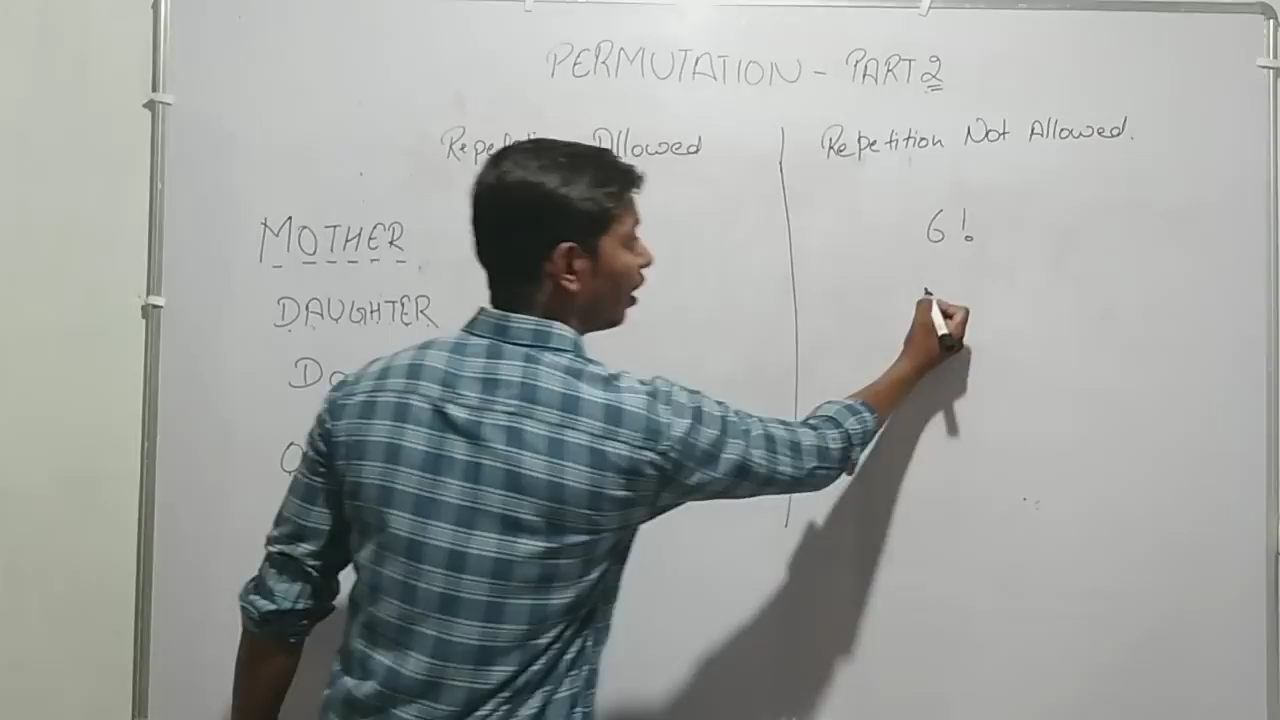 PERMUTATION - PART 2
Allowed
Repetition Not Allowed.
MOTHER
6!
DAUGHTER